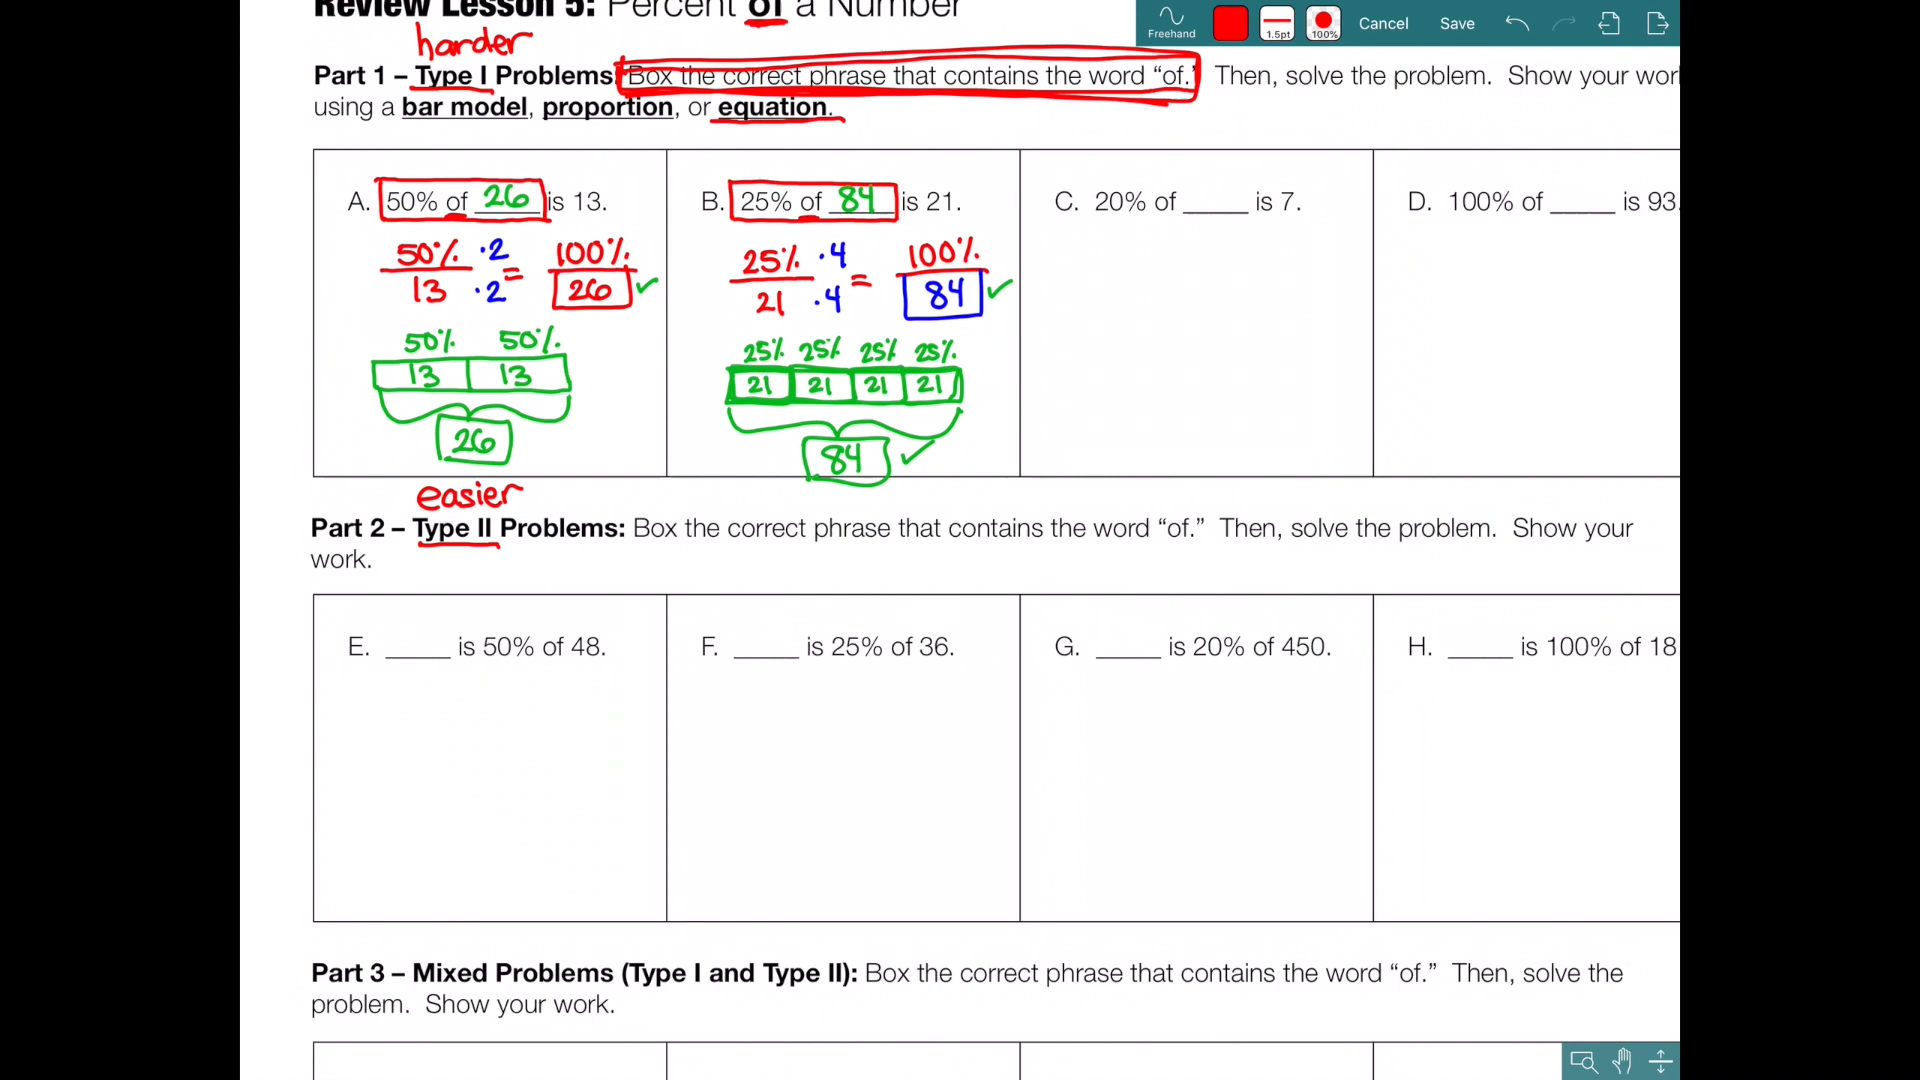 Review Lesson 5: Percent of a Number
Freehand
1.5pt
100%
Cancel
Save
harder
Part 1 – Type I Problems: Box the correct phrase that contains the word “of.” Then, solve the problem. Show your wor
using a bar model, proportion, or equation.
A. 50% of 26 is 13.
50% ·2 = 100%
13 ·2 26 ✓
50% 50%
13 13
26
B. 25% of 84 is 21.
25% ·4 = 100%
21 ·4 84 ✓
25% 25% 25% 25%
21 21 21 21
84 ✓
C. 20% of _____ is 7.
D. 100% of _____ is 93.
easier
Part 2 – Type II Problems: Box the correct phrase that contains the word “of.” Then, solve the problem. Show your
work.
E. _____ is 50% of 48.
F. _____ is 25% of 36.
G. _____ is 20% of 450.
H. _____ is 100% of 18
Part 3 – Mixed Problems (Type I and Type II): Box the correct phrase that contains the word “of.” Then, solve the
problem. Show your work.